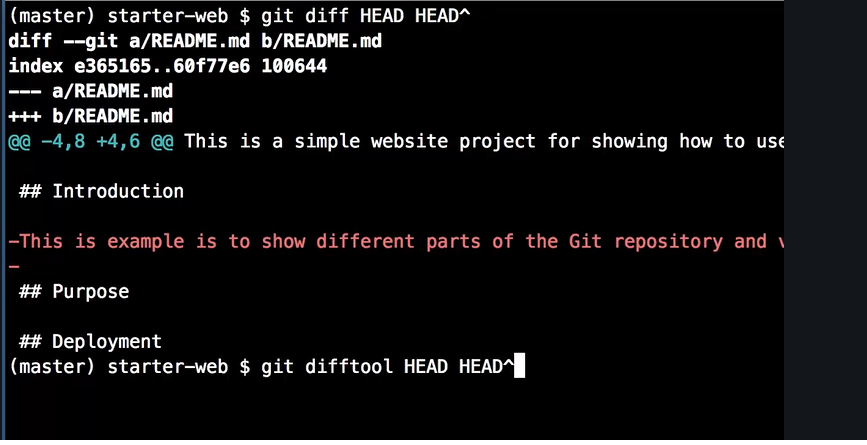 (master) starter-web $ git diff HEAD HEAD^
diff --git a/README.md b/README.md
index e365165..60f77e6 100644
--- a/README.md
+++ b/README.md
@@ -4,8 +4,6 @@ This is a simple website project for showing how to use
## Introduction
-This is example is to show different parts of the Git repository and v
-
## Purpose
## Deployment
(master) starter-web $ git difftool HEAD HEAD^